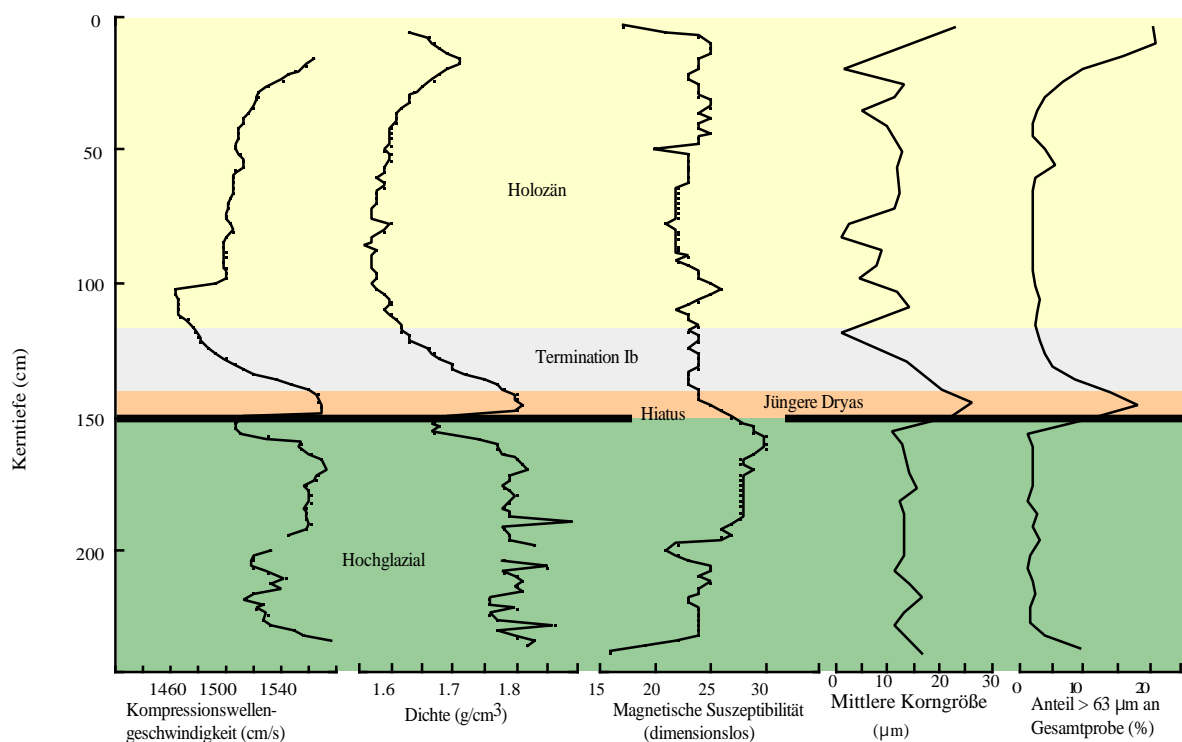 0
50
100
150
200
Kerntiefe (cm)
Holozän
Termination Ib
Jüngere Dryas
Hiatus
Hochglazial
1460 1500 1540
Kompressionswellen-
geschwindigkeit (cm/s)
1.6 1.7 1.8
Dichte (g/cm³)
15 20 25 30
Magnetische Suszeptibilität
(dimensionslos)
0 10 20 30
Mittlere Korngröße
(µm)
0 10 20
Anteil > 63 µm an
Gesamtprobe (%)